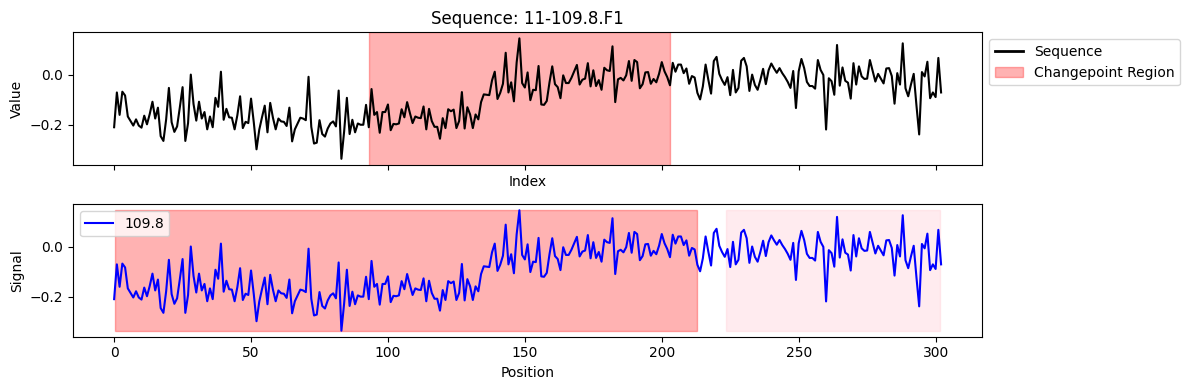 Sequence: 11-109.8.F1
Value
0.0
−0.2
Index
Sequence
Changepoint Region
Signal
0.0
−0.2
109.8
0 50 100 150 200 250 300
Position